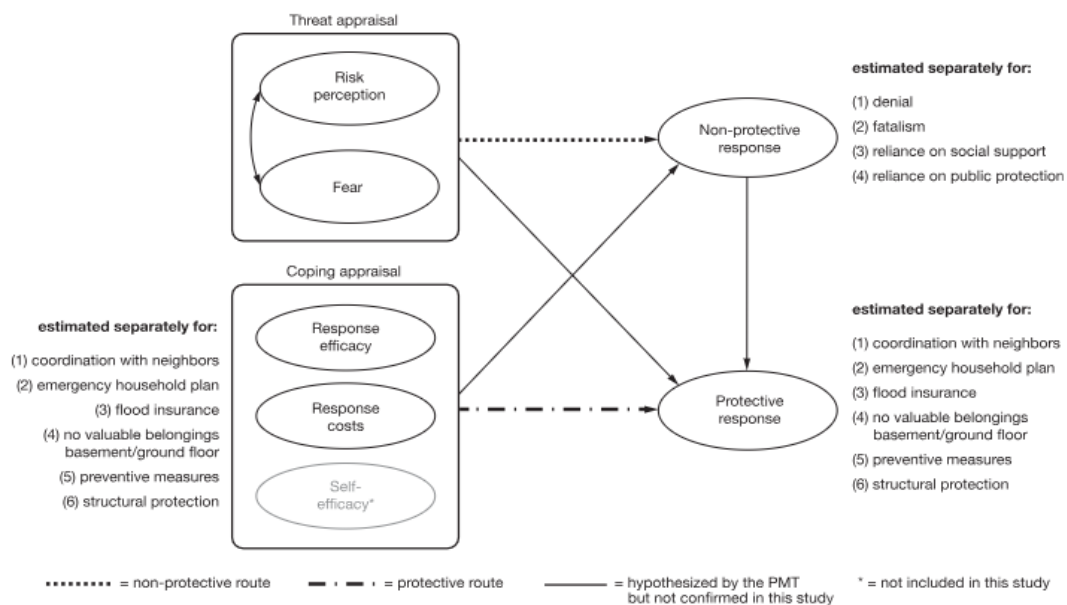 Threat appraisal
Risk
perception
Fear
Non-protective
response
estimated separately for:
(1) denial
(2) fatalism
(3) reliance on social support
(4) reliance on public protection
Coping appraisal
estimated separately for:
(1) coordination with neighbors
(2) emergency household plan
(3) flood insurance
(4) no valuable belongings
basement/ground floor
(5) preventive measures
(6) structural protection
Response
efficacy
Response
costs
Self-
efficacy*
Protective
response
estimated separately for:
(1) coordination with neighbors
(2) emergency household plan
(3) flood insurance
(4) no valuable belongings
basement/ground floor
(5) preventive measures
(6) structural protection
= non-protective route
= protective route
= hypothesized by the PMT
but not confirmed in this study
* = not included in this study